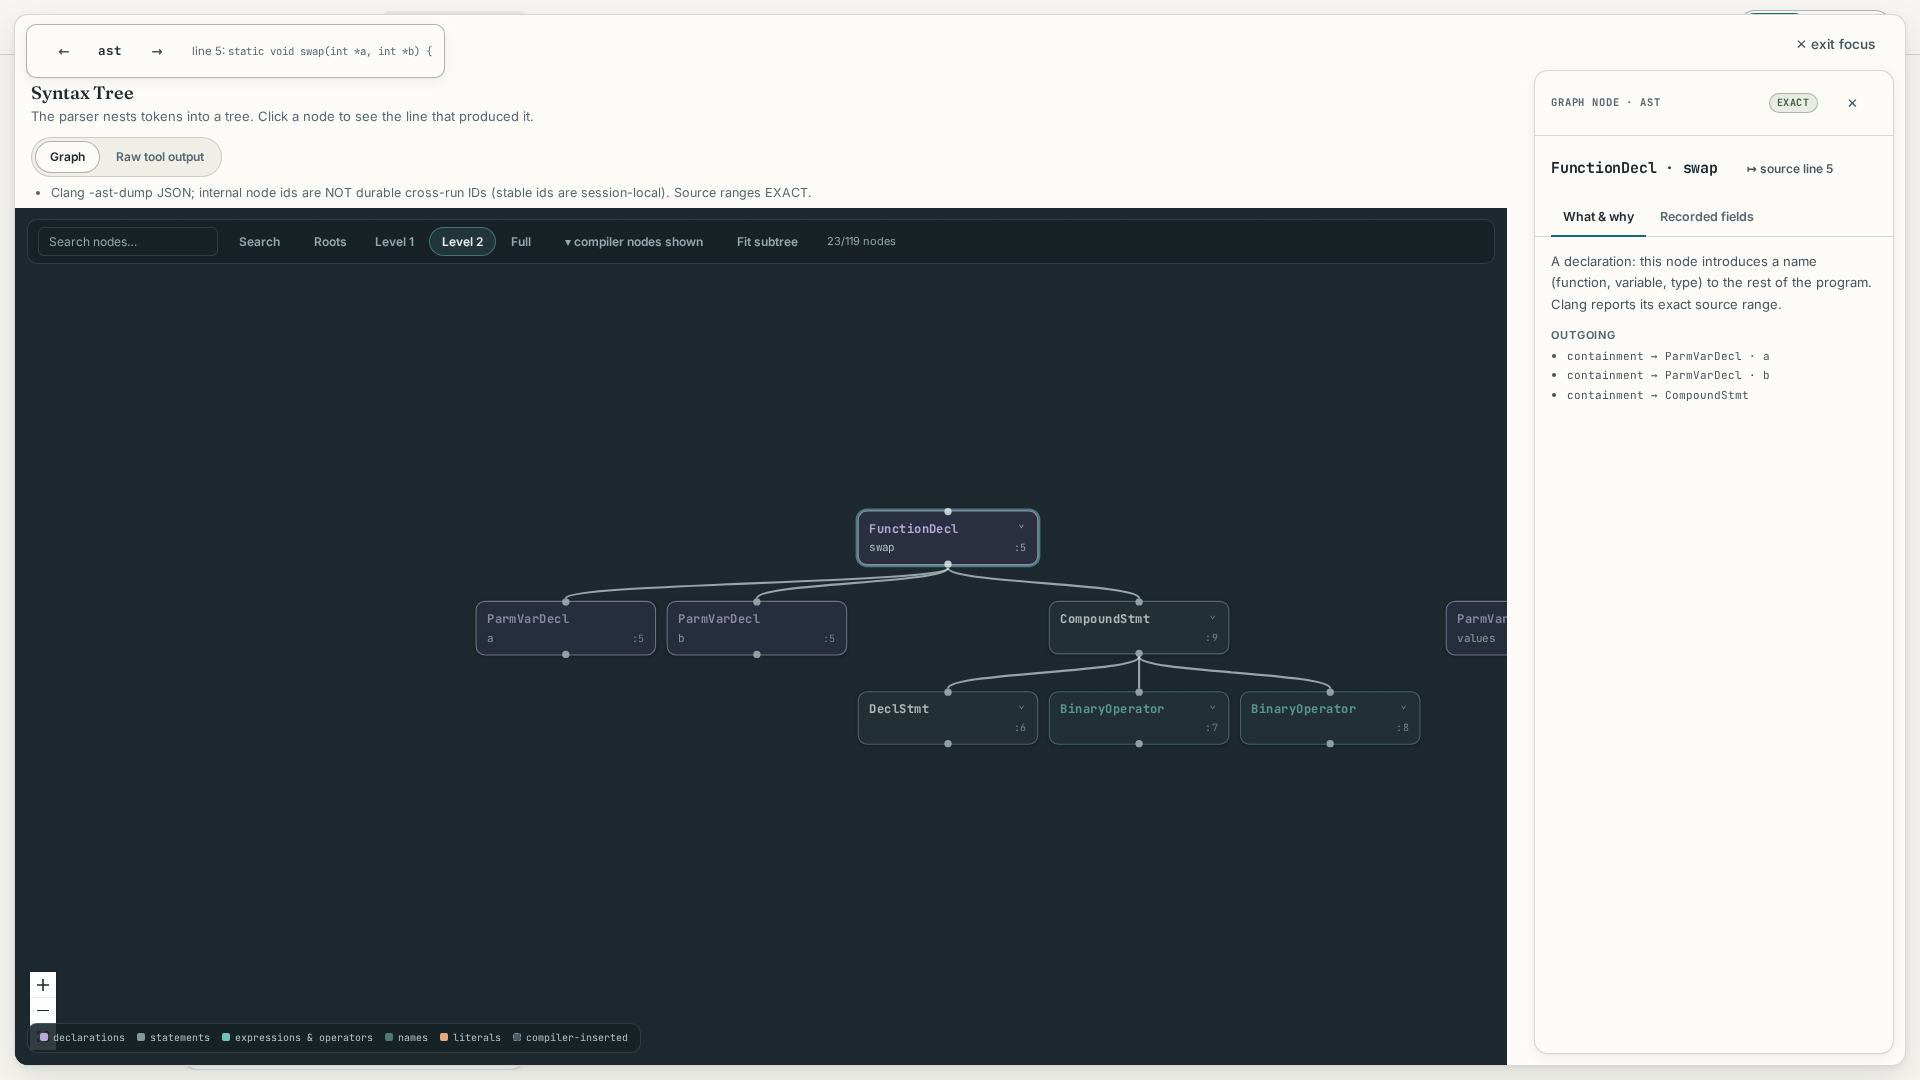 ← ast → line 5: static void swap(int *a, int *b) {
✕ exit focus
Syntax Tree
The parser nests tokens into a tree. Click a node to see the line that produced it.
Graph Raw tool output
• Clang -ast-dump JSON; internal node ids are NOT durable cross-run IDs (stable ids are session-local). Source ranges EXACT.
Search nodes... Search Roots Level 1 Level 2 Full ▾ compiler nodes shown Fit subtree 23/119 nodes
FunctionDecl
swap :5
ParmVarDecl
a :5
ParmVarDecl
b :5
CompoundStmt
:9
ParmVar
values
DeclStmt
:6
BinaryOperator
:7
BinaryOperator
:8
+
−
declarations statements expressions & operators names literals compiler-inserted
GRAPH NODE · AST EXACT ✕
FunctionDecl · swap ↦ source line 5
What & why Recorded fields
A declaration: this node introduces a name
(function, variable, type) to the rest of the program.
Clang reports its exact source range.
OUTGOING
• containment → ParmVarDecl · a
• containment → ParmVarDecl · b
• containment → CompoundStmt